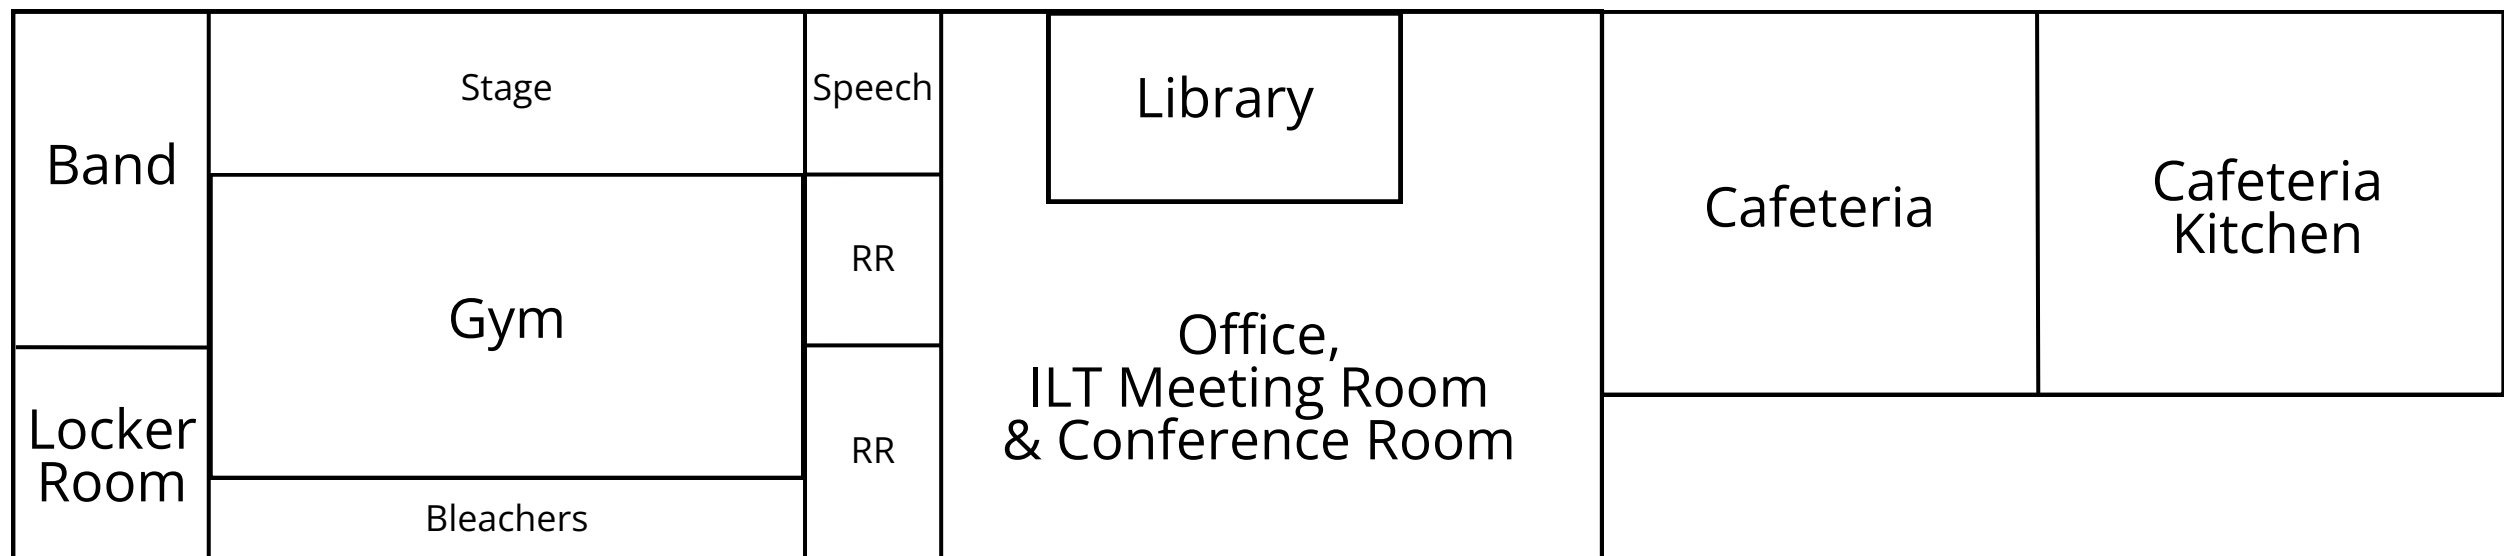 Band
Locker
Room
Stage
Gym
Bleachers
Speech
RR
RR
Library
Office,
ILT Meeting Room
& Conference Room
Cafeteria
Cafeteria
Kitchen